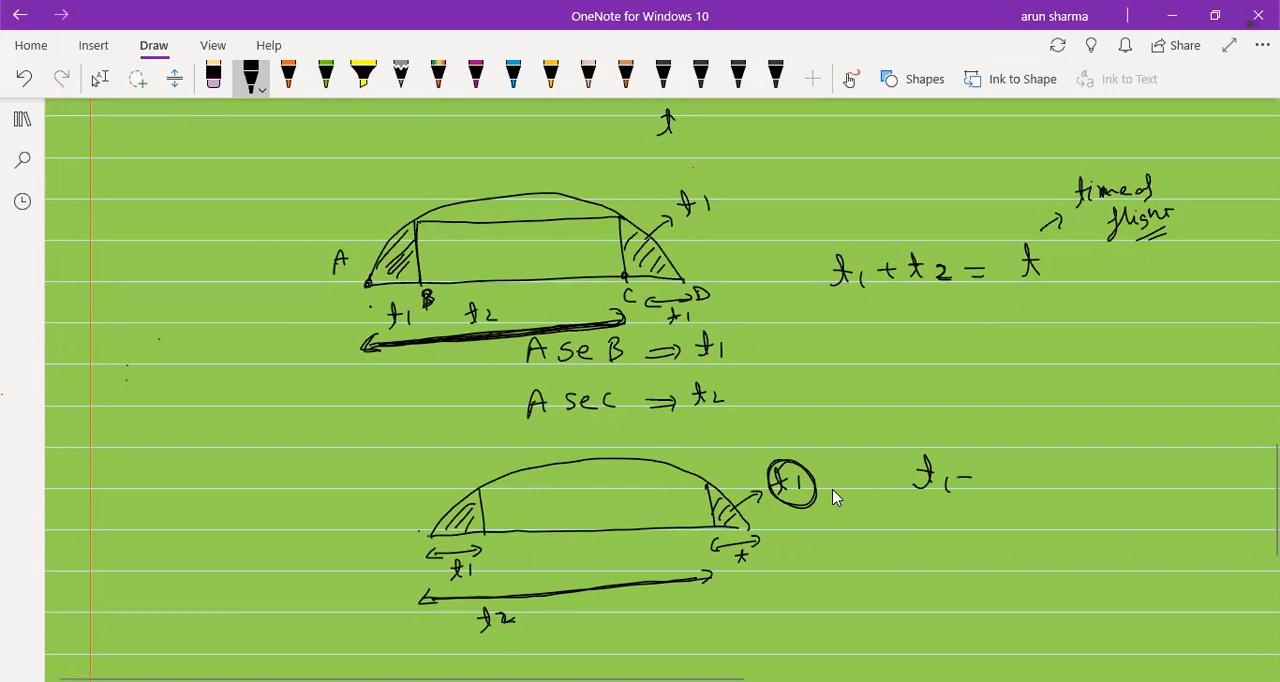 OneNote for Windows 10
arun sharma
Home Insert Draw View Help
Share
Shapes
Ink to Shape
Ink to Text
t
time of
flight
t1
A
t1 + t2 = t
B
C
D
t1
t2
t1
A se B ⇒ t1
A se C ⇒ t2
t1
t1 -
t1
t
t2